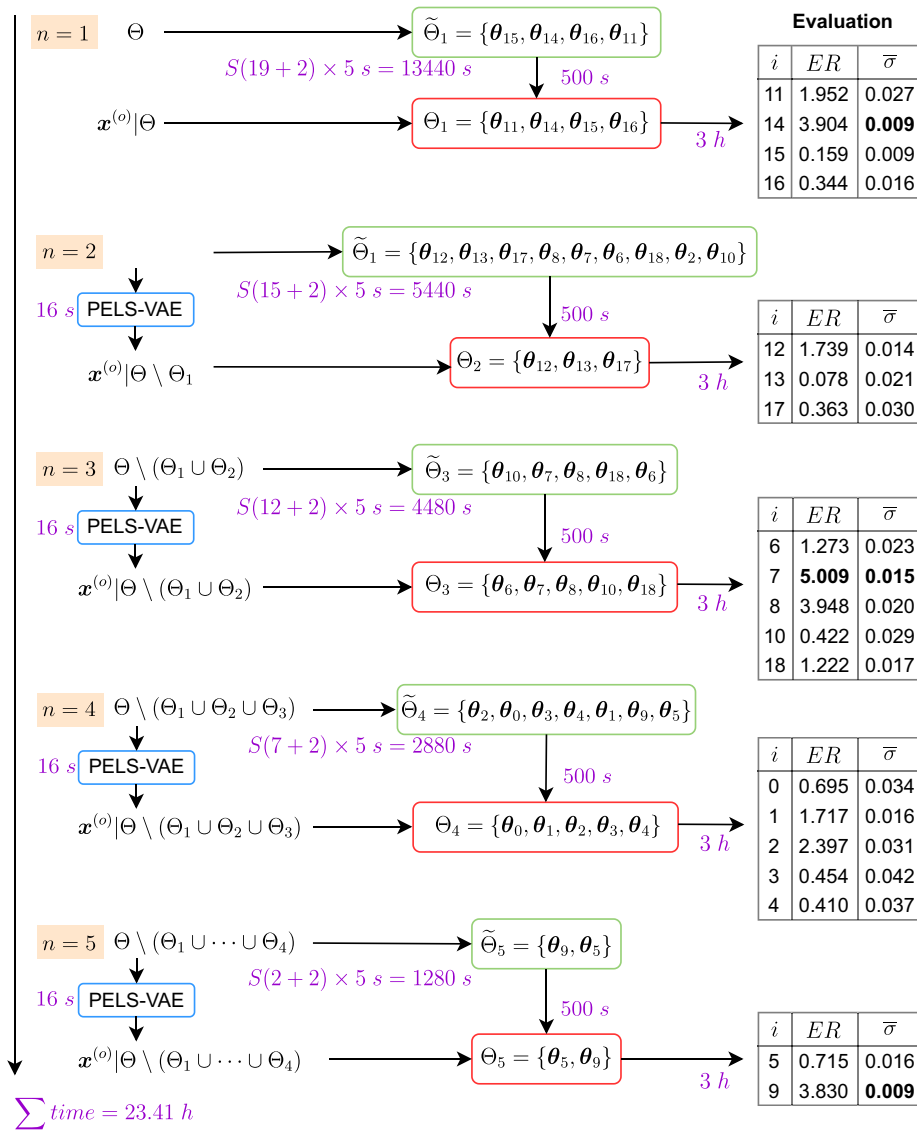 Evaluation
n = 1
Θ
Θ̃₁ = {θ₁₅, θ₁₄, θ₁₆, θ₁₁}
S(19 + 2) × 5 s = 13440 s
500 s
x⁽ᵒ⁾|Θ
Θ₁ = {θ₁₁, θ₁₄, θ₁₅, θ₁₆}
3 h
i ER σ̅
11 1.952 0.027
14 3.904 0.009
15 0.159 0.009
16 0.344 0.016
n = 2
Θ̃₁ = {θ₁₂, θ₁₃, θ₁₇, θ₈, θ₇, θ₆, θ₁₈, θ₂, θ₁₀}
S(15 + 2) × 5 s = 5440 s
16 s PELS-VAE
500 s
x⁽ᵒ⁾|Θ \ Θ₁
Θ₂ = {θ₁₂, θ₁₃, θ₁₇}
3 h
i ER σ̅
12 1.739 0.014
13 0.078 0.021
17 0.363 0.030
n = 3
Θ \ (Θ₁ ∪ Θ₂)
Θ̃₃ = {θ₁₀, θ₇, θ₈, θ₁₈, θ₆}
S(12 + 2) × 5 s = 4480 s
16 s PELS-VAE
500 s
x⁽ᵒ⁾|Θ \ (Θ₁ ∪ Θ₂)
Θ₃ = {θ₆, θ₇, θ₈, θ₁₀, θ₁₈}
3 h
i ER σ̅
6 1.273 0.023
7 5.009 0.015
8 3.948 0.020
10 0.422 0.029
18 1.222 0.017
n = 4
Θ \ (Θ₁ ∪ Θ₂ ∪ Θ₃)
Θ̃₄ = {θ₂, θ₀, θ₃, θ₄, θ₁, θ₉, θ₅}
S(7 + 2) × 5 s = 2880 s
16 s PELS-VAE
500 s
x⁽ᵒ⁾|Θ \ (Θ₁ ∪ Θ₂ ∪ Θ₃)
Θ₄ = {θ₀, θ₁, θ₂, θ₃, θ₄}
3 h
i ER σ̅
0 0.695 0.034
1 1.717 0.016
2 2.397 0.031
3 0.454 0.042
4 0.410 0.037
n = 5
Θ \ (Θ₁ ∪ ⋯ ∪ Θ₄)
Θ̃₅ = {θ₉, θ₅}
S(2 + 2) × 5 s = 1280 s
16 s PELS-VAE
500 s
x⁽ᵒ⁾|Θ \ (Θ₁ ∪ ⋯ ∪ Θ₄)
Θ₅ = {θ₅, θ₉}
3 h
i ER σ̅
5 0.715 0.016
9 3.830 0.009
∑ time = 23.41 h